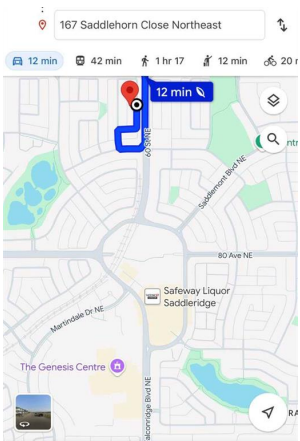 167 Saddlehorn Close Northeast
12 min
42 min
1 hr 17
12 min
20
12 min
60 St NE
Saddlemont Blvd NE
80 Ave NE
Safeway Liquor
Saddleridge
Martindale Dr NE
The Genesis Centre
alconridge Blvd NE